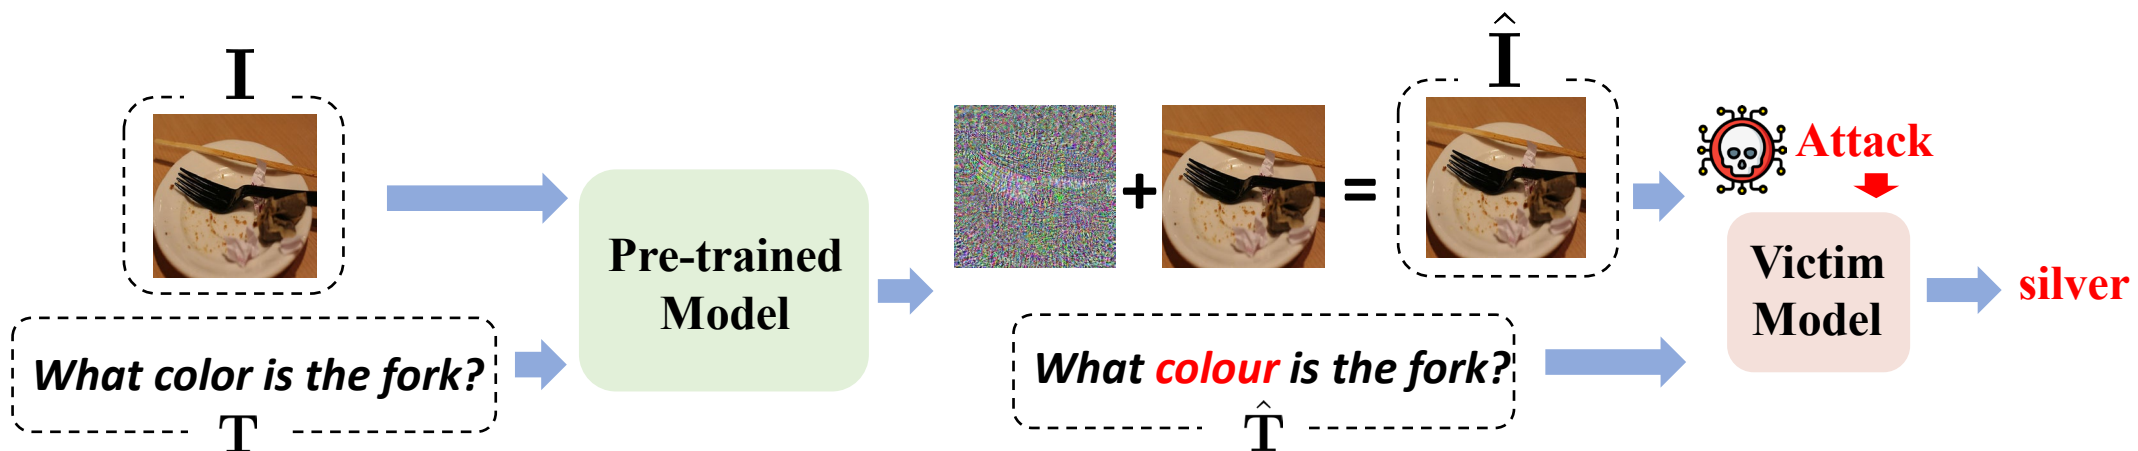 I
What color is the fork?
T
Pre-trained
Model
+
=
Î
What colour is the fork?
T̂
Attack
Victim
Model
silver